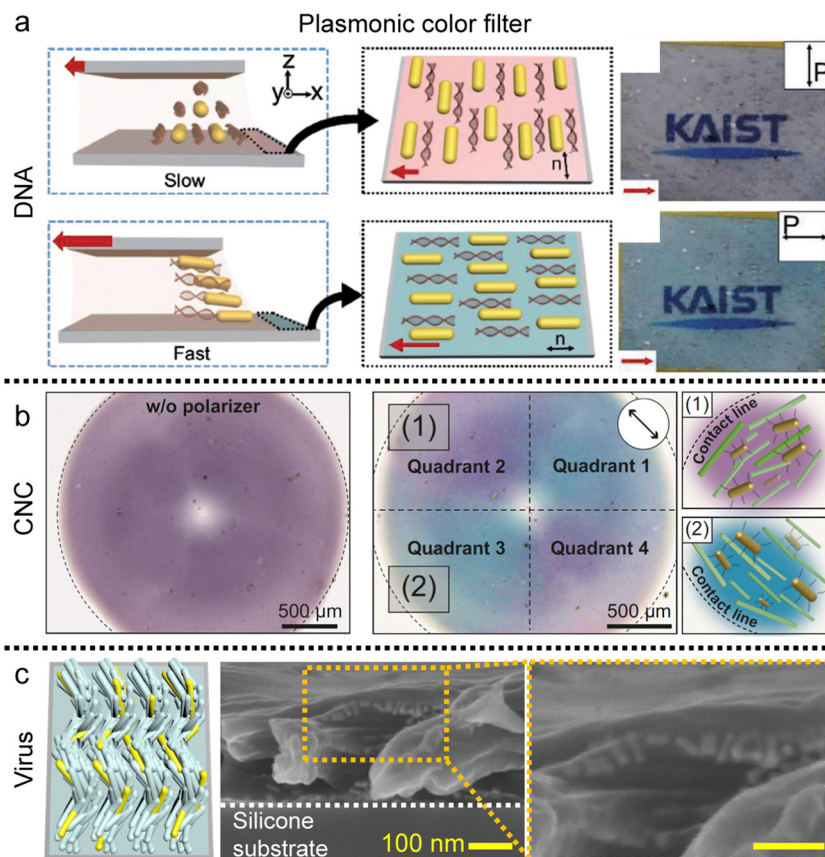 a
Plasmonic color filter
DNA
z
y
x
Slow
n
P
KAIST
Fast
n
P
KAIST
b
CNC
w/o polarizer
500 μm
(1)
Quadrant 2
Quadrant 1
Quadrant 3
Quadrant 4
(2)
500 μm
(1)
Contact line
(2)
Contact line
c
Virus
Silicone
substrate
100 nm